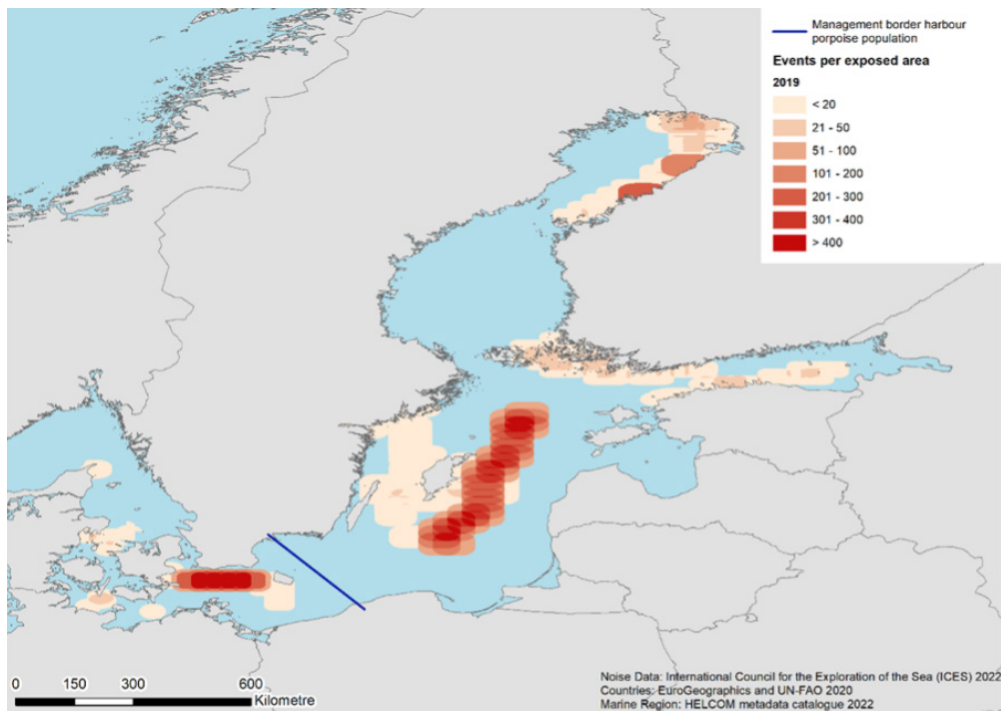 Management border harbour
porpoise population
Events per exposed area
2019
< 20
21 - 50
51 - 100
101 - 200
201 - 300
301 - 400
> 400
0 150 300 600
Kilometre
Noise Data: International Council for the Exploration of the Sea (ICES) 2022
Countries: EuroGeographics and UN-FAO 2020
Marine Region: HELCOM metadata catalogue 2022